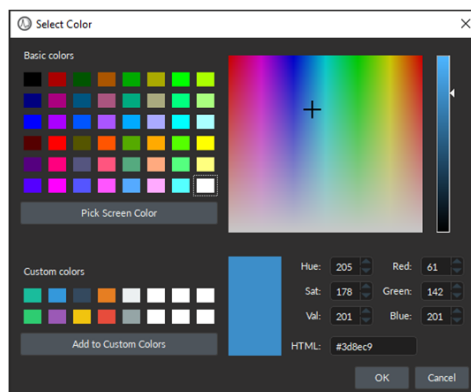 Select Color
Basic colors
Pick Screen Color
Custom colors
Add to Custom Colors
Hue: 205 Red: 61
Sat: 178 Green: 142
Val: 201 Blue: 201
HTML: #3d8ec9
OK Cancel